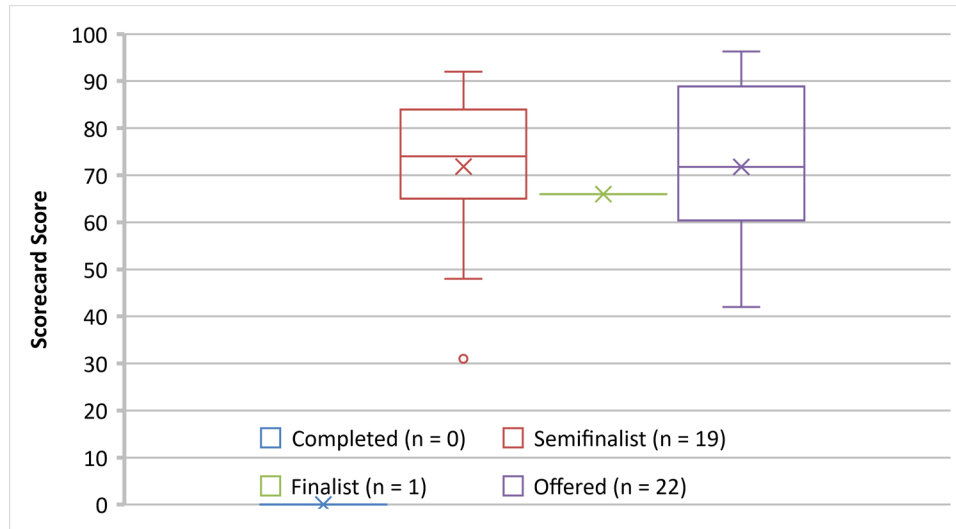 100
90
80
70
60
50
40
30
20
10
0
Scorecard Score
Completed (n = 0)
Semifinalist (n = 19)
Finalist (n = 1)
Offered (n = 22)